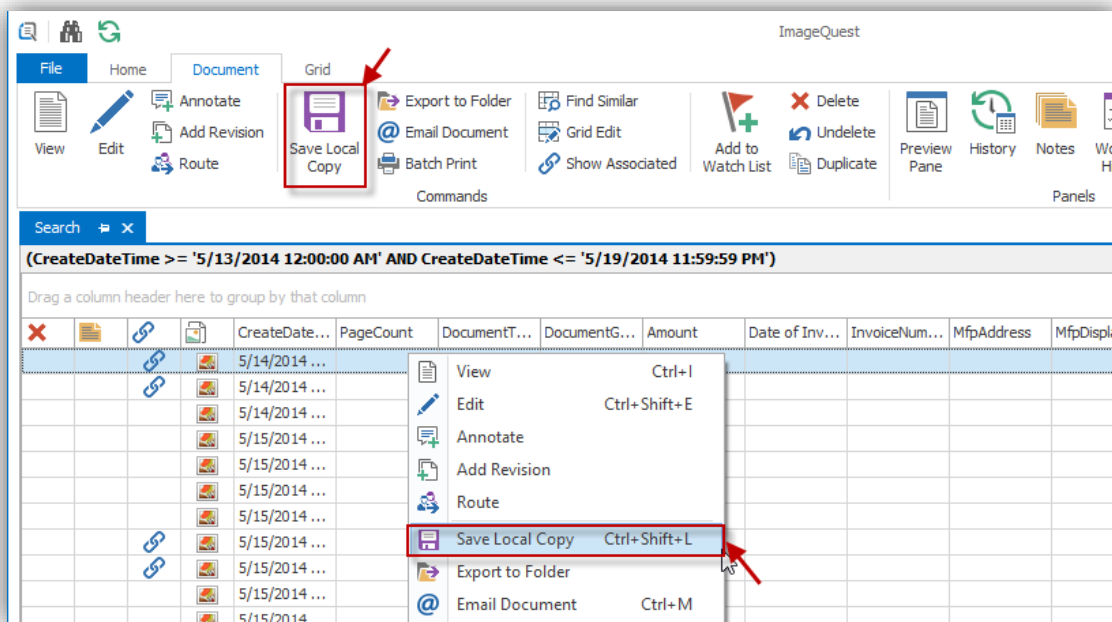 ImageQuest
File Home Document Grid
View
Edit
Annotate
Add Revision
Route
Save Local
Copy
Export to Folder
Email Document
Batch Print
Find Similar
Grid Edit
Show Associated
Add to
Watch List
Delete
Undelete
Duplicate
Commands
Preview
Pane
History
Notes
Panels
Search
(CreateDateTime >= '5/13/2014 12:00:00 AM' AND CreateDateTime <= '5/19/2014 11:59:59 PM')
Drag a column header here to group by that column
CreateDate... PageCount DocumentT... DocumentG... Amount Date of Inv... InvoiceNum... MfpAddress MfpDispla
5/14/2014 ...
5/14/2014 ...
5/14/2014 ...
5/15/2014 ...
5/15/2014 ...
5/15/2014 ...
5/15/2014 ...
5/15/2014 ...
5/15/2014 ...
5/15/2014 ...
5/15/2014
View Ctrl+I
Edit Ctrl+Shift+E
Annotate
Add Revision
Route
Save Local Copy Ctrl+Shift+L
Export to Folder
Email Document Ctrl+M